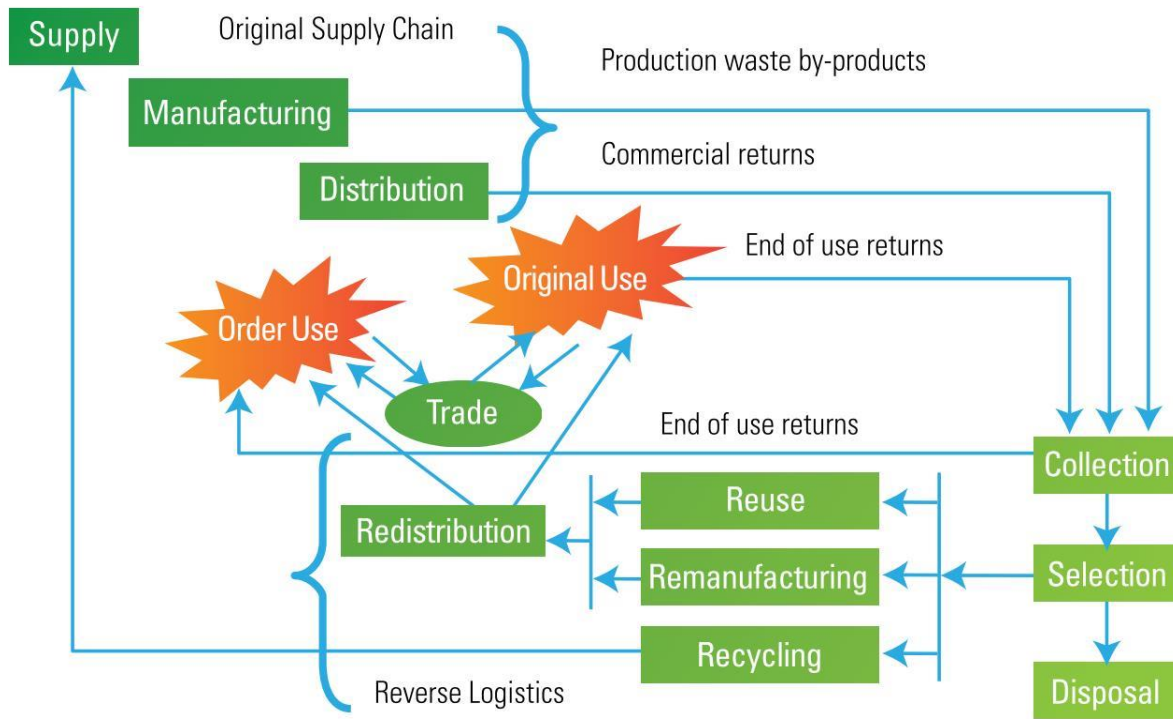 Supply
Original Supply Chain
Production waste by-products
Manufacturing
Commercial returns
Distribution
End of use returns
Original Use
Order Use
Trade
End of use returns
Collection
Reuse
Redistribution
Remanufacturing
Selection
Recycling
Reverse Logistics
Disposal